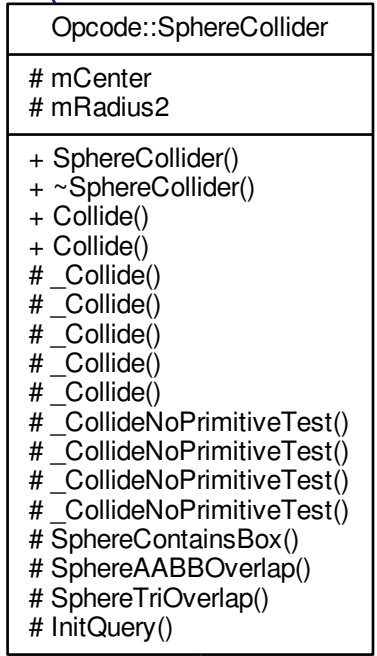 Opcode::SphereCollider
# mCenter
# mRadius2
+ SphereCollider()
+ ~SphereCollider()
+ Collide()
+ Collide()
# _Collide()
# _Collide()
# _Collide()
# _Collide()
# _Collide()
# _CollideNoPrimitiveTest()
# _CollideNoPrimitiveTest()
# _CollideNoPrimitiveTest()
# _CollideNoPrimitiveTest()
# SphereContainsBox()
# SphereAABBOverlap()
# SphereTriOverlap()
# InitQuery()